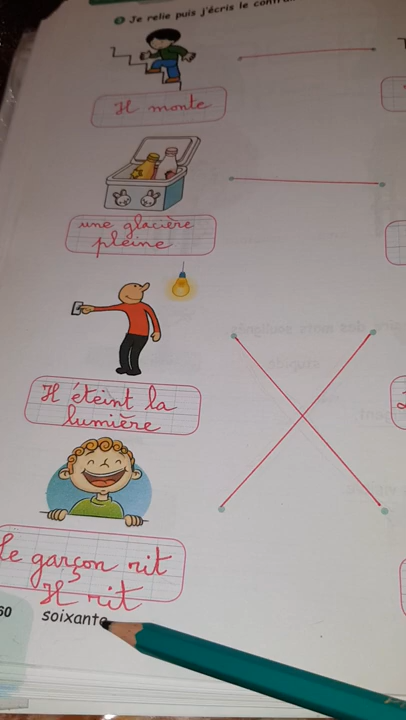 Je relie puis j'écris le
Il monte
une glacière
pleine
Il éteint la
lumière
Le garçon rit
Il rit
60 soixante